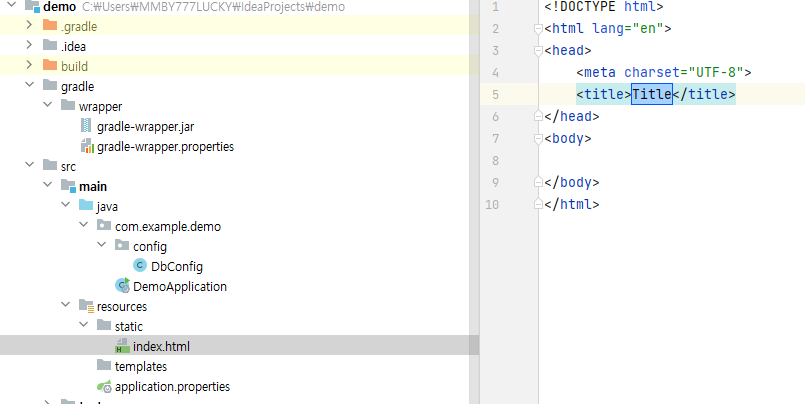 demo C:₩Users₩MMBY777LUCKY₩IdeaProjects₩demo
.gradle
.idea
build
gradle
wrapper
gradle-wrapper.jar
gradle-wrapper.properties
src
main
java
com.example.demo
config
DbConfig
DemoApplication
resources
static
index.html
templates
application.properties
1 <!DOCTYPE html>
2 <html lang="en">
3 <head>
4 <meta charset="UTF-8">
5 <title>Title</title>
6 </head>
7 <body>
8
9 </body>
10 </html>